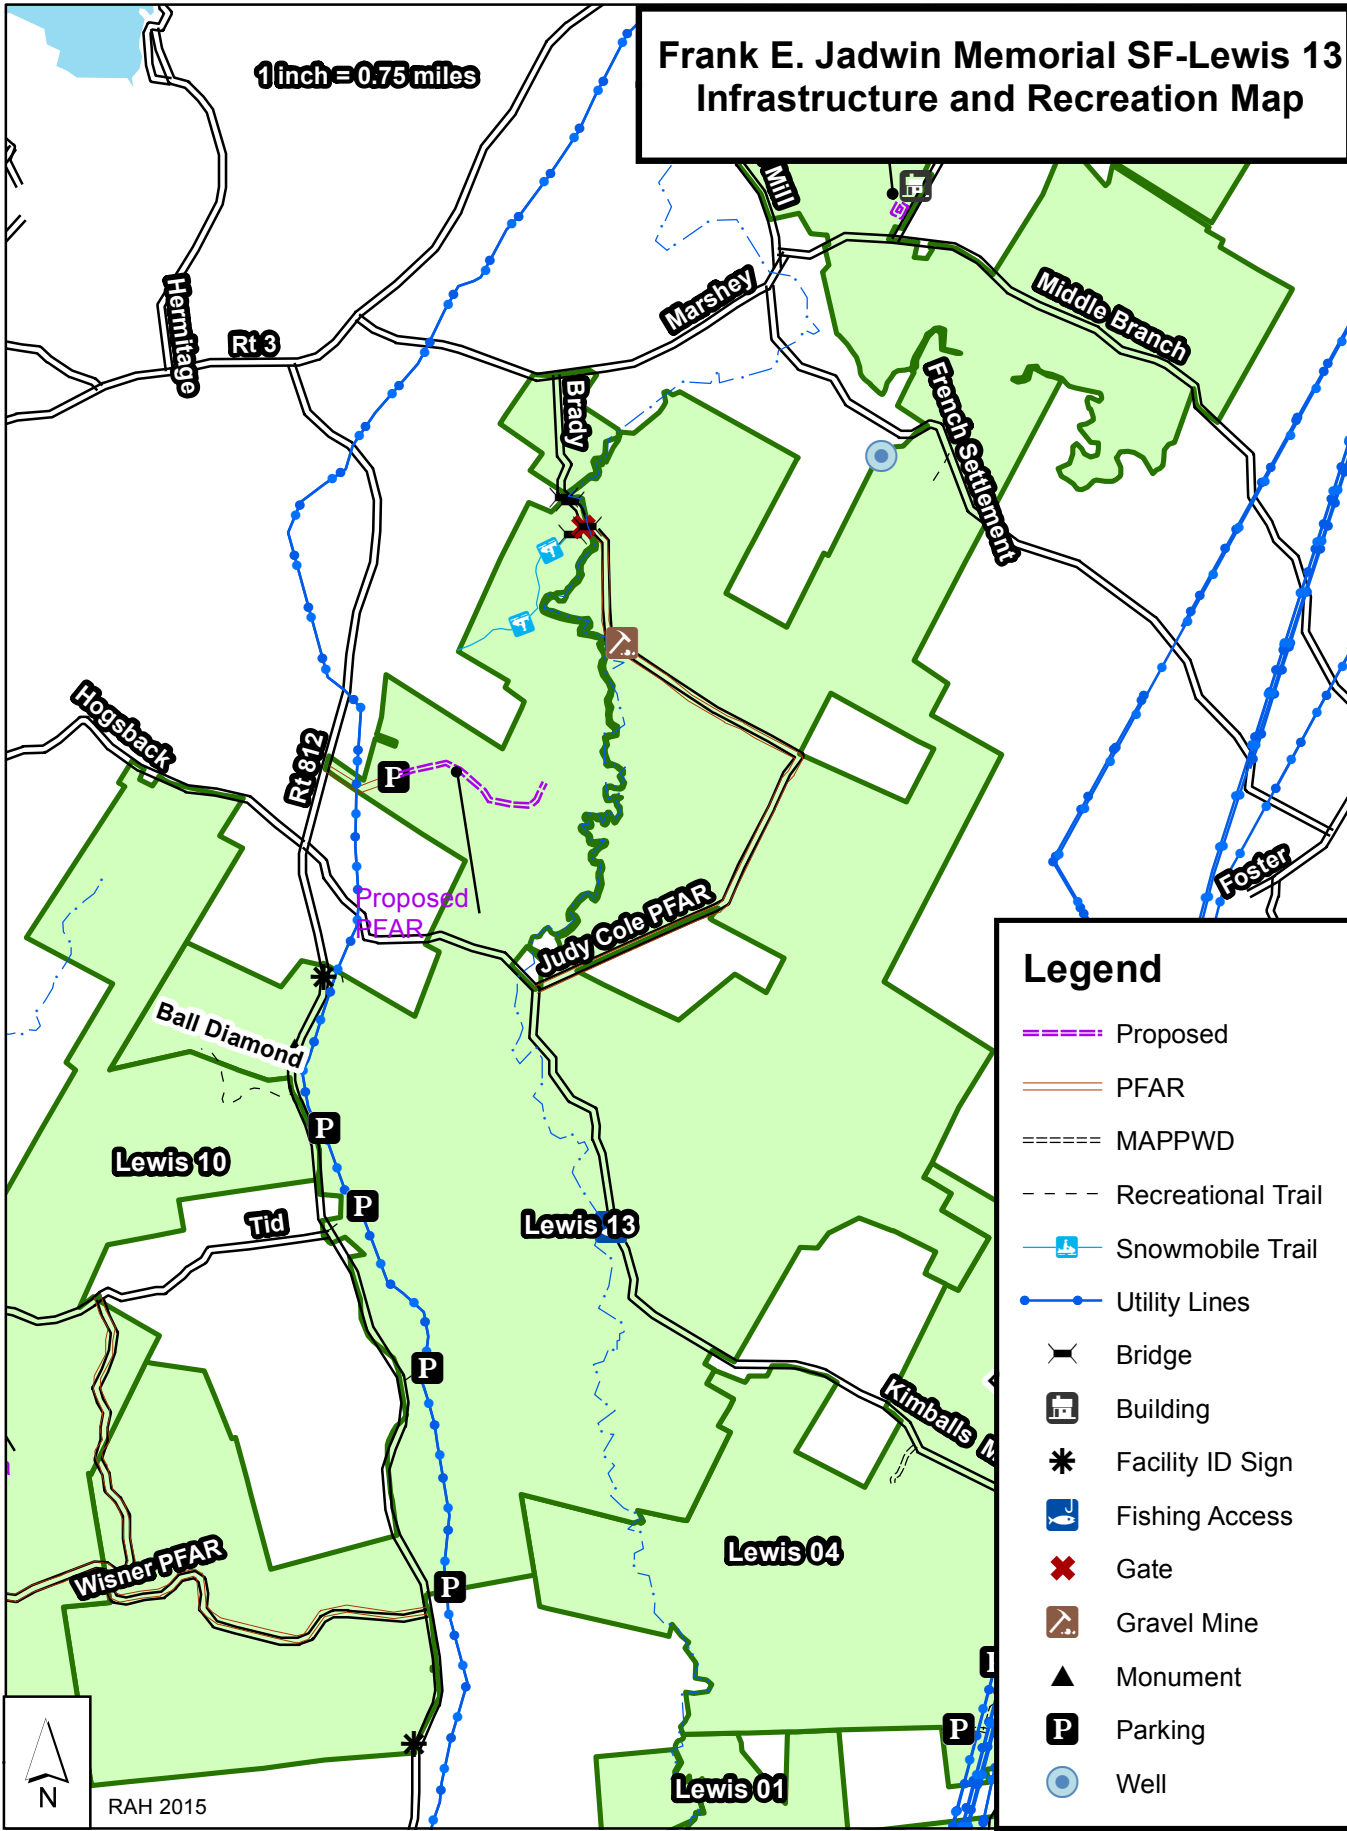 Frank E. Jadwin Memorial SF-Lewis 13
Infrastructure and Recreation Map
1 inch = 0.75 miles
Mill
Hermitage
Rt 3
Marshey
Middle Branch
Brady
French Settlement
Hogsback
Rt 812
P
Foster
Proposed
PFAR
Judy Cole PFAR
Ball Diamond
P
Lewis 10
P
Tid
Lewis 13
P
Kimballs M
Lewis 04
Wisner PFAR
P
P
Lewis 01
N
RAH 2015
Legend
Proposed
PFAR
MAPPWD
Recreational Trail
Snowmobile Trail
Utility Lines
Bridge
Building
Facility ID Sign
Fishing Access
Gate
Gravel Mine
Monument
P Parking
Well